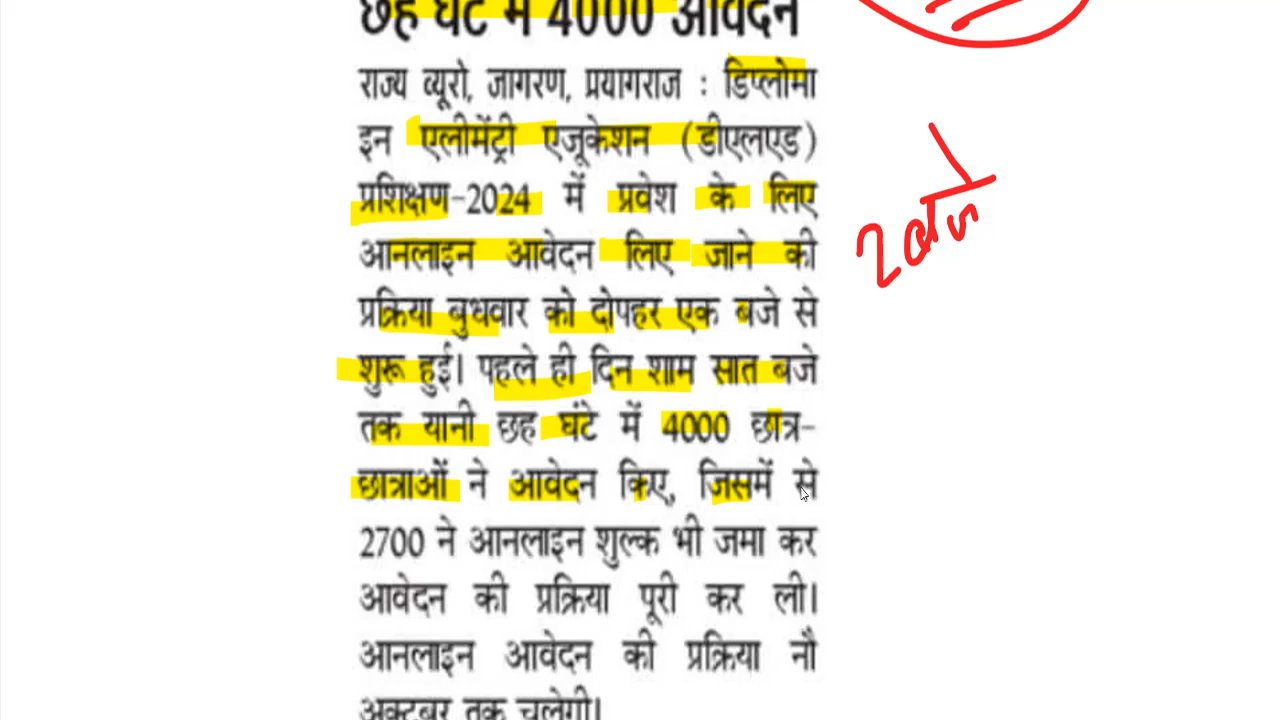 छह घंटे में 4000 आवेदन
राज्य ब्यूरो, जागरण, प्रयागराज : डिप्लोमा
इन एलीमेंट्री एजूकेशन (डीएलएड)
प्रशिक्षण-2024 में प्रवेश के लिए
आनलाइन आवेदन लिए जाने की
प्रक्रिया बुधवार को दोपहर एक बजे से
शुरू हुई। पहले ही दिन शाम सात बजे
तक यानी छह घंटे में 4000 छात्र-
छात्राओं ने आवेदन किए, जिसमें से
2700 ने आनलाइन शुल्क भी जमा कर
आवेदन की प्रक्रिया पूरी कर ली।
आनलाइन आवेदन की प्रक्रिया नौ
अक्टूबर तक चलेगी।